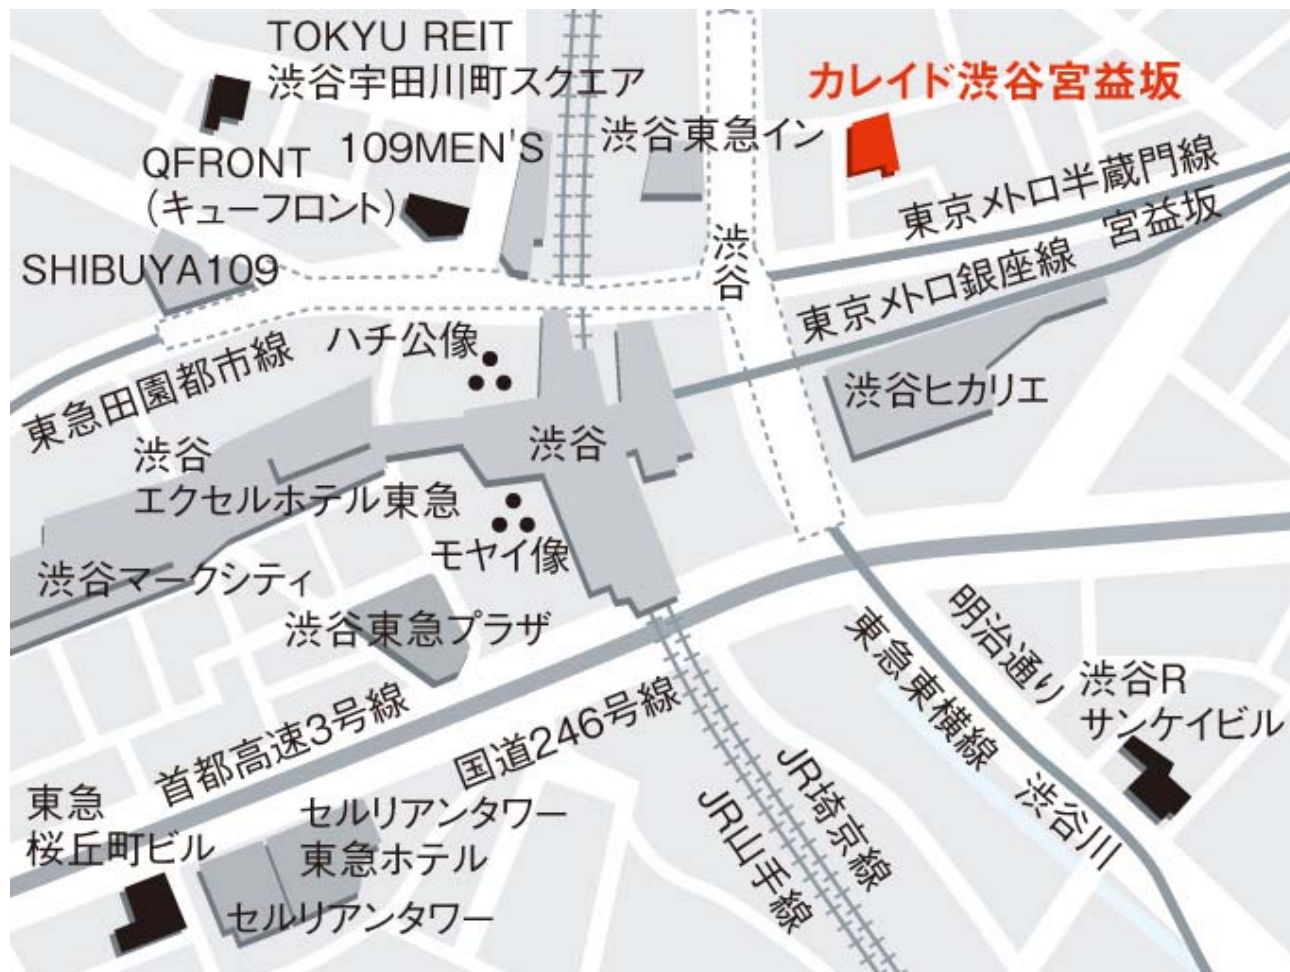 TOKYU REIT
渋谷宇田川町スクエア
カレイド渋谷宮益坂
渋谷東急イン
109MEN'S
QFRONT
（キューフロント）
東京メトロ半蔵門線
宮益坂
渋谷
SHIBUYA109
東京メトロ銀座線
ハチ公像
東急田園都市線
渋谷ヒカリエ
渋谷
渋谷
エクセルホテル東急
モヤイ像
渋谷マークシティ
渋谷東急プラザ
明治通り
東急東横線
渋谷R
サンケイビル
首都高速3号線
国道246号線
JR埼京線
JR山手線
渋谷川
東急
桜丘町ビル
セルリアンタワー
東急ホテル
セルリアンタワー